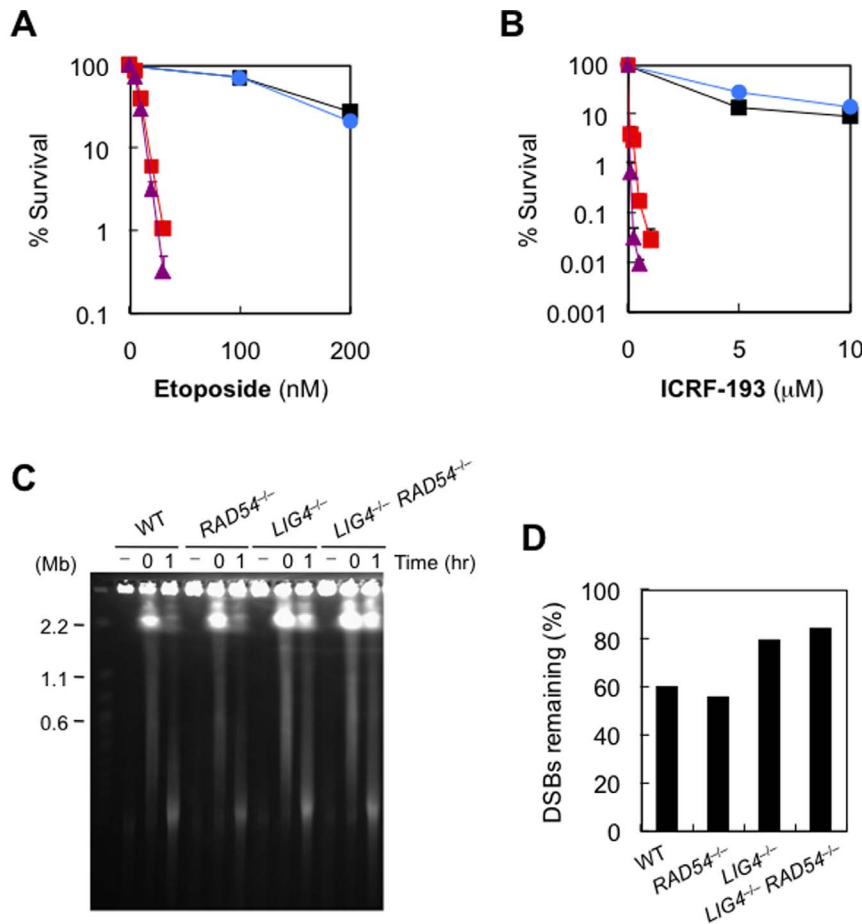 A
% Survival
100
10
1
0.1
0
100
200
Etoposide (nM)
B
% Survival
100
10
1
0.1
0.01
0.001
0
5
10
ICRF-193 (μM)
C
WT
RAD54–/–
LIG4–/–
LIG4–/– RAD54–/–
(Mb)
– 0 1 – 0 1 – 0 1 – 0 1 Time (hr)
2.2
1.1
0.6
D
DSBs remaining (%)
100
80
60
40
20
0
WT
RAD54–/–
LIG4–/–
LIG4–/– RAD54–/–